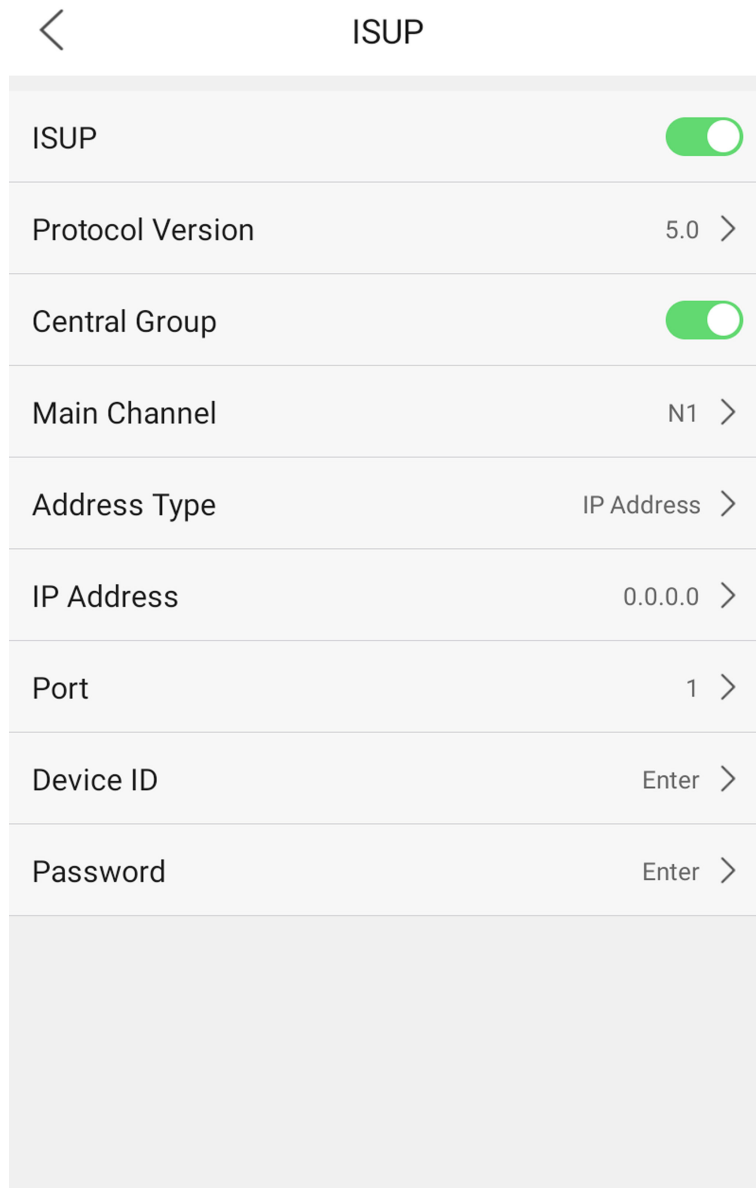 ISUP
ISUP
Protocol Version 5.0
Central Group
Main Channel N1
Address Type IP Address
IP Address 0.0.0.0
Port 1
Device ID Enter
Password Enter